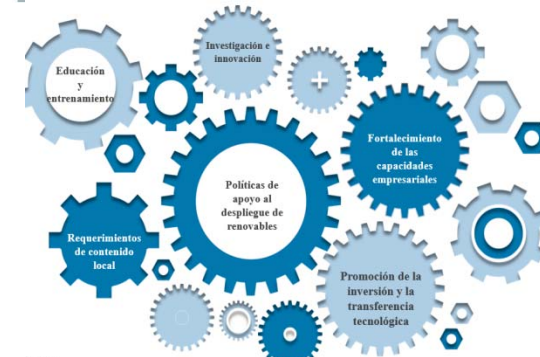 Educación
y
entrenamiento
Investigación e
innovación
Fortalecimiento
de las
capacidades
empresariales
Políticas de
apoyo al
despliegue de
renovables
Requerimientos
de contenido
local
Promoción de la
inversión y la
transferencia
tecnológica